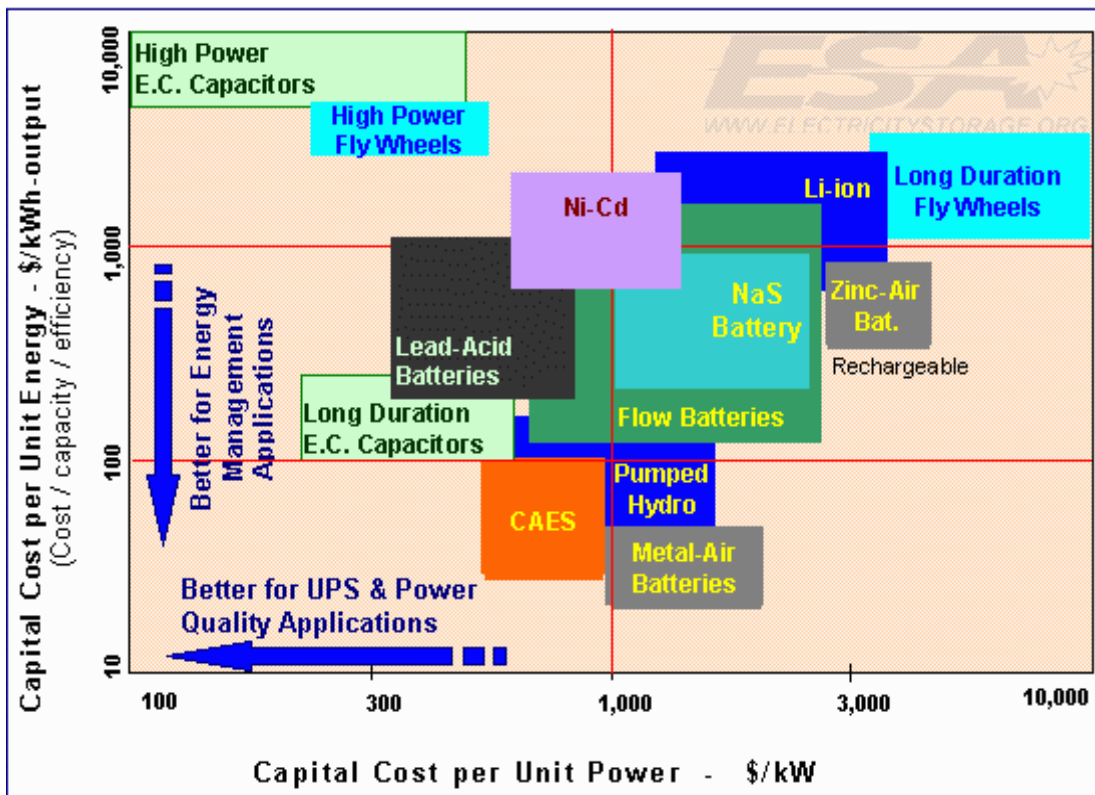 High Power
E.C. Capacitors
High Power
Fly Wheels
ESA
WWW.ELECTRICITYSTORAGE.ORG
Ni-Cd
Li-ion
Long Duration
Fly Wheels
NaS
Battery
Zinc-Air
Bat.
Rechargeable
Lead-Acid
Batteries
Flow Batteries
Long Duration
E.C. Capacitors
Pumped
Hydro
CAES
Metal-Air
Batteries
Better for Energy
Management
Applications
Better for UPS & Power
Quality Applications
Capital Cost per Unit Energy - $/kWh-output
(Cost / capacity / efficiency)
10,000
1,000
100
10
100
300
1,000
3,000
10,000
Capital Cost per Unit Power - $/kW